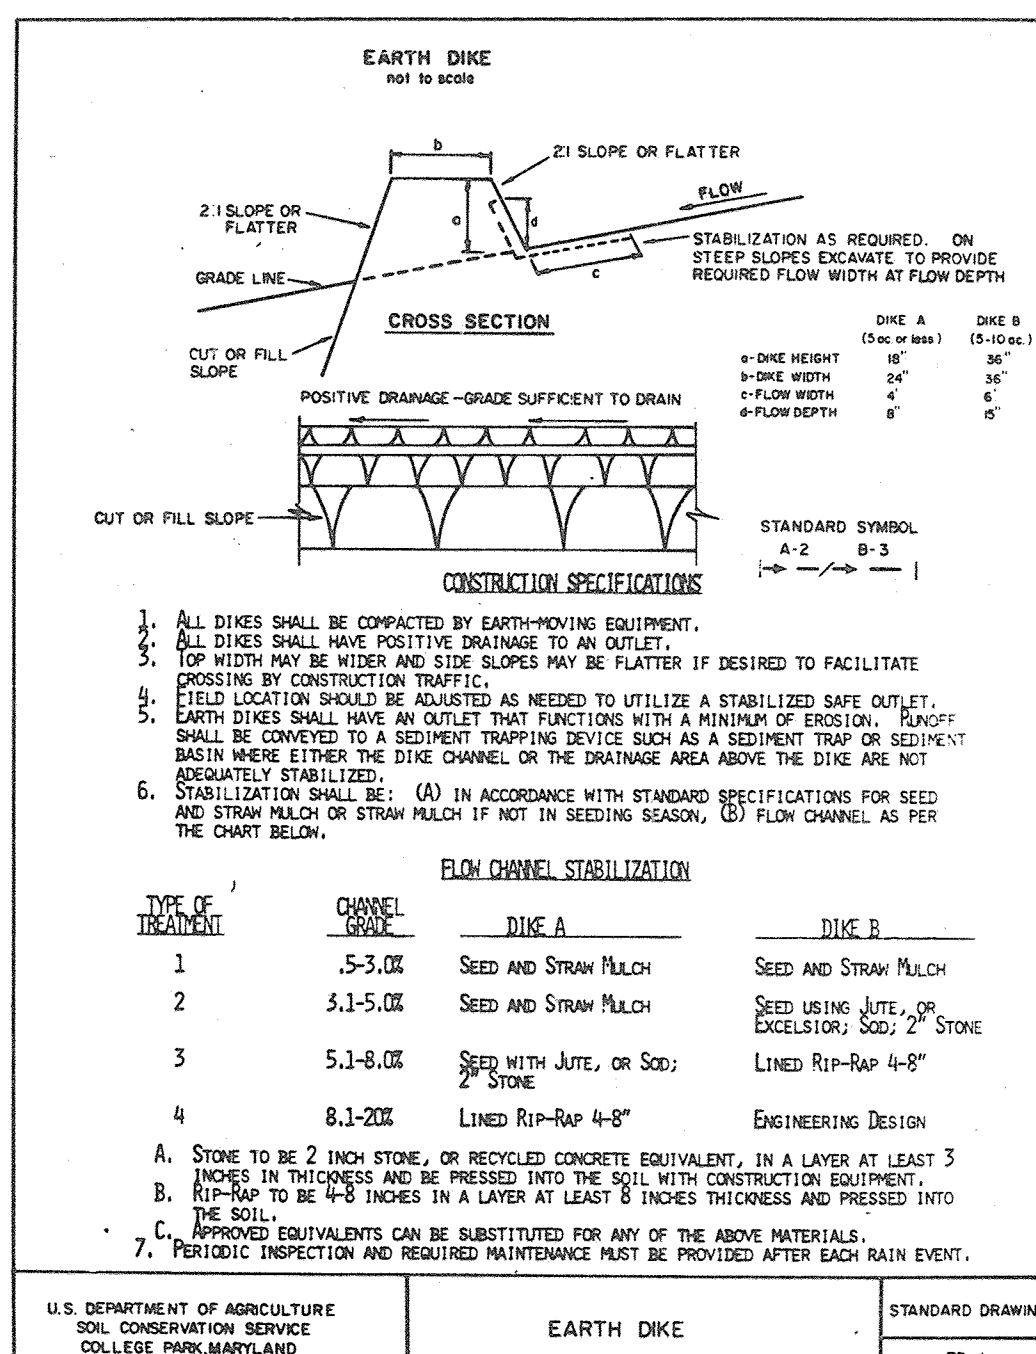 EARTH DIKE
not to scale
b
2:1 SLOPE OR FLATTER
FLOW
2:1 SLOPE OR
FLATTER
a
d
STABILIZATION AS REQUIRED. ON
STEEP SLOPES EXCAVATE TO PROVIDE
REQUIRED FLOW WIDTH AT FLOW DEPTH
GRADE LINE
c
CROSS SECTION
CUT OR FILL
SLOPE
DIKE A DIKE B
(5 ac. or less) (5-10 ac.)
a-DIKE HEIGHT 18" 36"
b-DIKE WIDTH 24" 36"
c-FLOW WIDTH 4' 6'
d-FLOW DEPTH 8" 15"
POSITIVE DRAINAGE-GRADE SUFFICIENT TO DRAIN
CUT OR FILL SLOPE
STANDARD SYMBOL
A-2 B-3
CONSTRUCTION SPECIFICATIONS
1. ALL DIKES SHALL BE COMPACTED BY EARTH-MOVING EQUIPMENT.
2. ALL DIKES SHALL HAVE POSITIVE DRAINAGE TO AN OUTLET.
3. TOP WIDTH MAY BE WIDER AND SIDE SLOPES MAY BE FLATTER IF DESIRED TO FACILITATE
CROSSING BY CONSTRUCTION TRAFFIC.
4. FIELD LOCATION SHOULD BE ADJUSTED AS NEEDED TO UTILIZE A STABILIZED SAFE OUTLET.
5. EARTH DIKES SHALL HAVE AN OUTLET THAT FUNCTIONS WITH A MINIMUM OF EROSION. RUNOFF
SHALL BE CONVEYED TO A SEDIMENT TRAPPING DEVICE SUCH AS A SEDIMENT TRAP OR SEDIMENT
BASIN WHERE EITHER THE DIKE CHANNEL OR THE DRAINAGE AREA ABOVE THE DIKE ARE NOT
ADEQUATELY STABILIZED.
6. STABILIZATION SHALL BE: (A) IN ACCORDANCE WITH STANDARD SPECIFICATIONS FOR SEED
AND STRAW MULCH OR STRAW MULCH IF NOT IN SEEDING SEASON, (B) FLOW CHANNEL AS PER
THE CHART BELOW.
FLOW CHANNEL STABILIZATION
TYPE OF CHANNEL
TREATMENT GRADE DIKE A DIKE B
1 .5-3.0% SEED AND STRAW MULCH SEED AND STRAW MULCH
2 3.1-5.0% SEED AND STRAW MULCH SEED USING JUTE, OR
EXCELSIOR; SOD; 2" STONE
3 5.1-8.0% SEED WITH JUTE, OR SOD; LINED RIP-RAP 4-8"
2" STONE
4 8.1-20% LINED RIP-RAP 4-8" ENGINEERING DESIGN
A. STONE TO BE 2 INCH STONE, OR RECYCLED CONCRETE EQUIVALENT, IN A LAYER AT LEAST 3
INCHES IN THICKNESS AND BE PRESSED INTO THE SOIL WITH CONSTRUCTION EQUIPMENT.
B. RIP-RAP TO BE 4-8 INCHES IN A LAYER AT LEAST 8 INCHES THICKNESS AND PRESSED INTO
THE SOIL.
C. APPROVED EQUIVALENTS CAN BE SUBSTITUTED FOR ANY OF THE ABOVE MATERIALS.
7. PERIODIC INSPECTION AND REQUIRED MAINTENANCE MUST BE PROVIDED AFTER EACH RAIN EVENT.
U.S. DEPARTMENT OF AGRICULTURE
SOIL CONSERVATION SERVICE
COLLEGE PARK, MARYLAND
EARTH DIKE
STANDARD DRAWIN